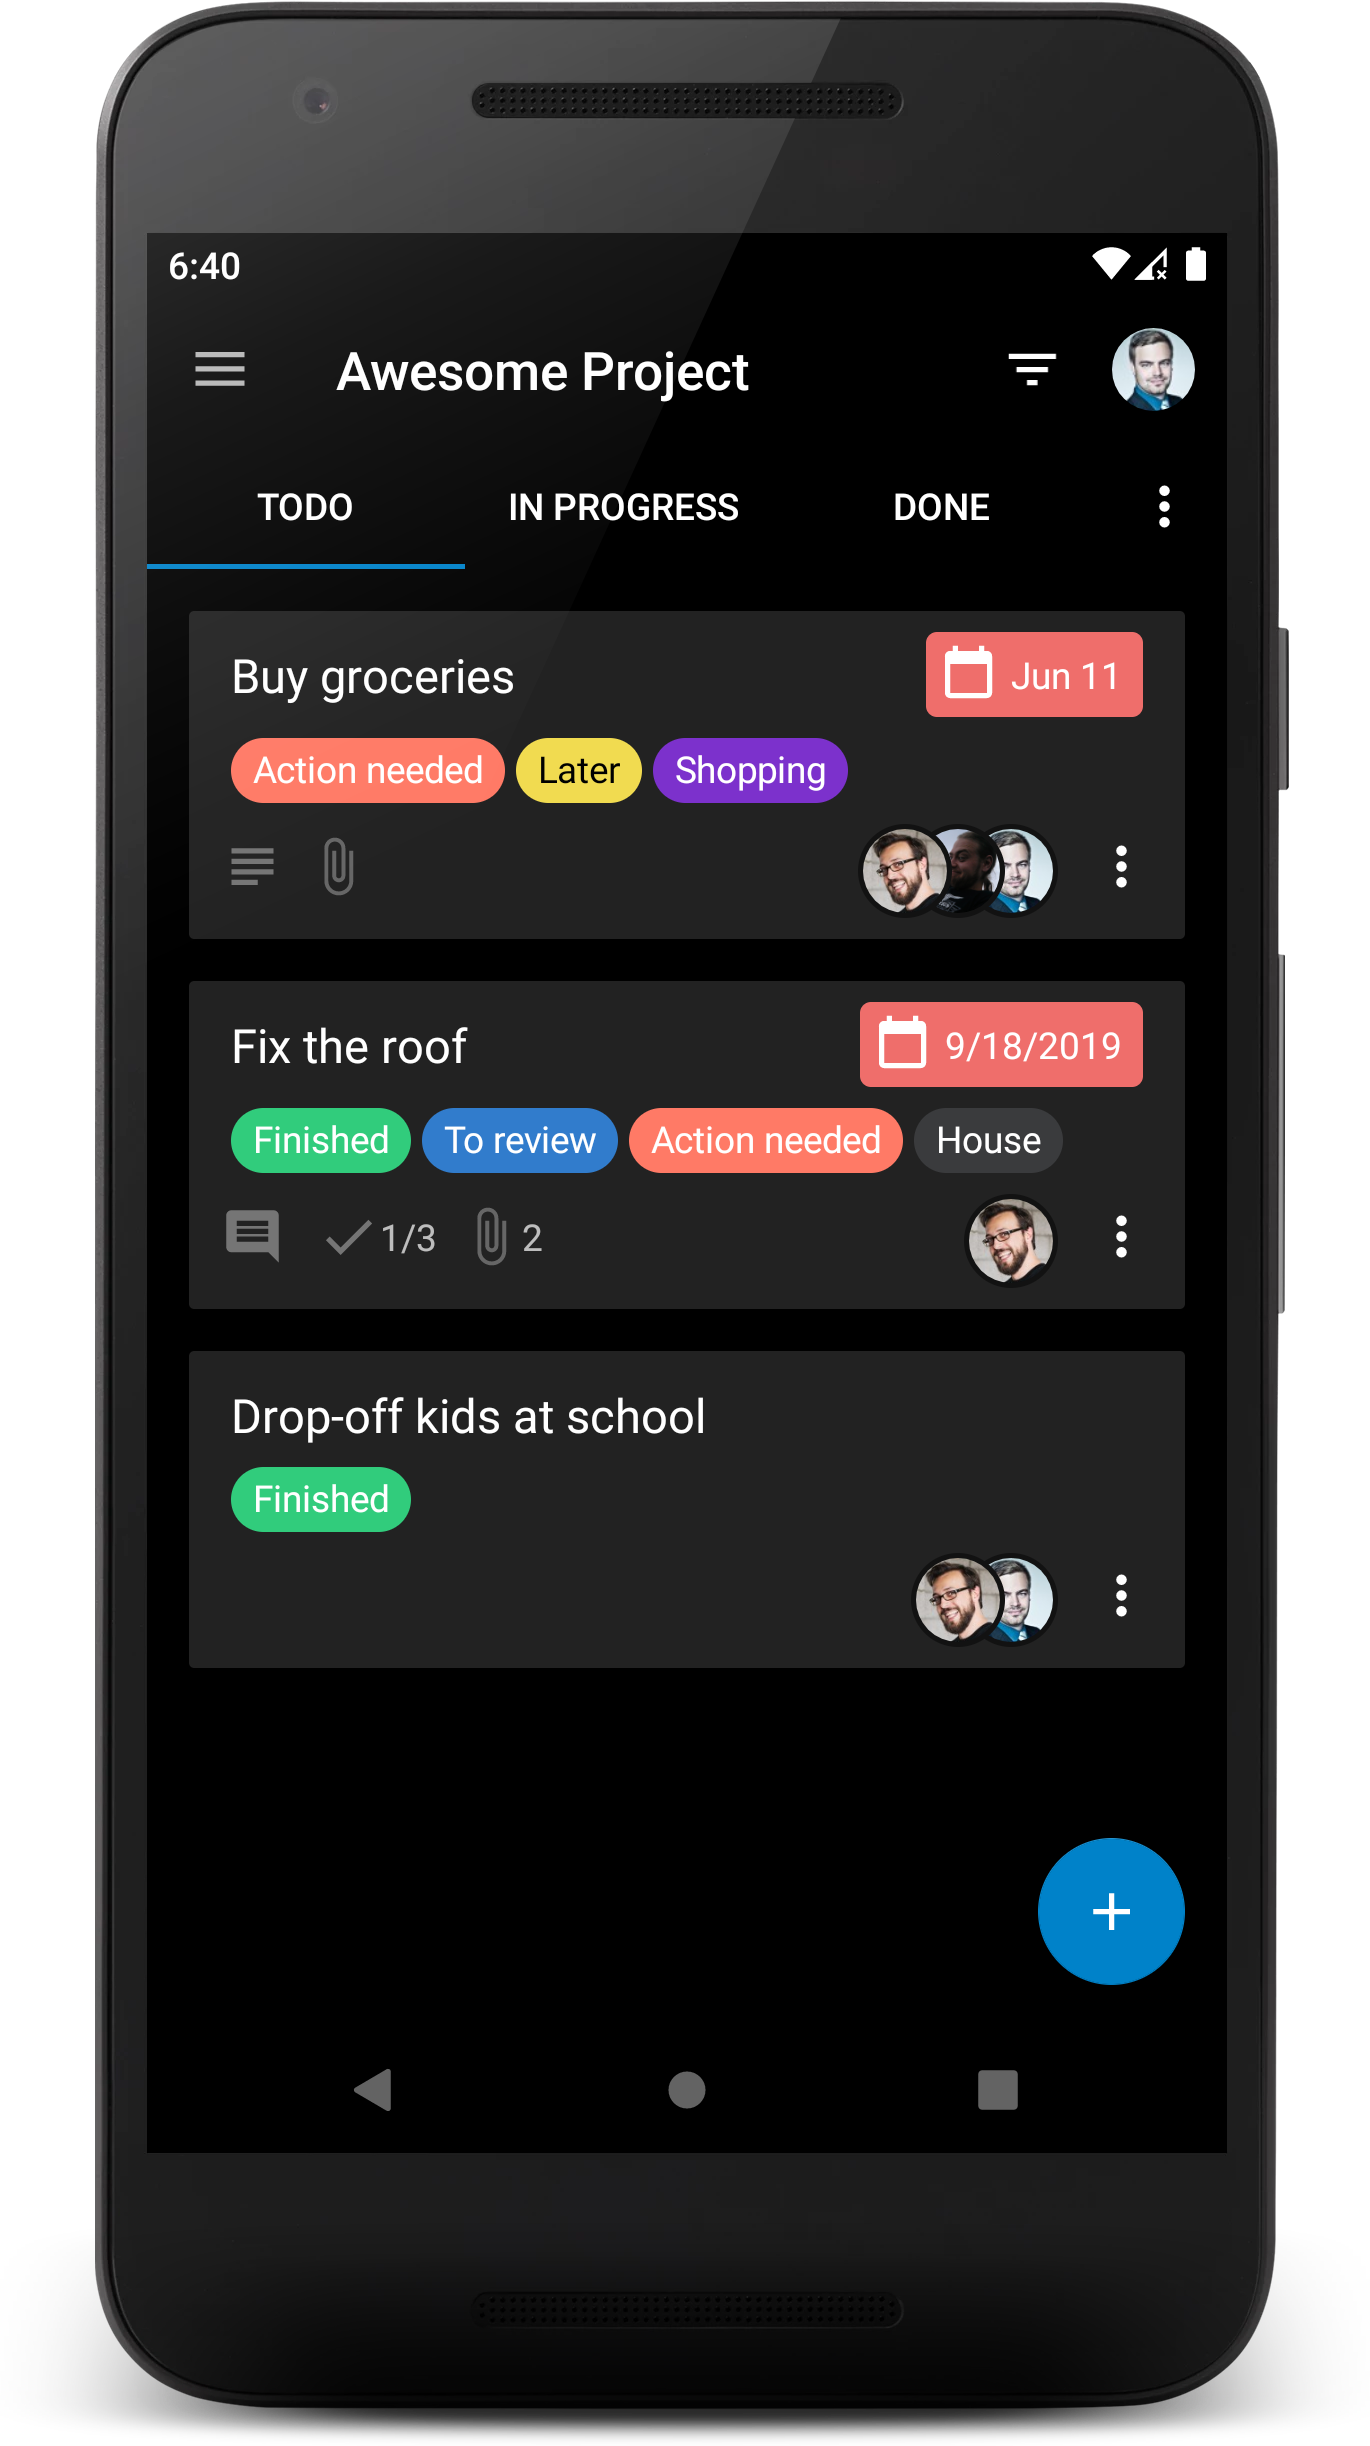 6:40
Awesome Project
TODO IN PROGRESS DONE
Buy groceries Jun 11
Action needed Later Shopping
Fix the roof 9/18/2019
Finished To review Action needed House
1/3 2
Drop-off kids at school
Finished